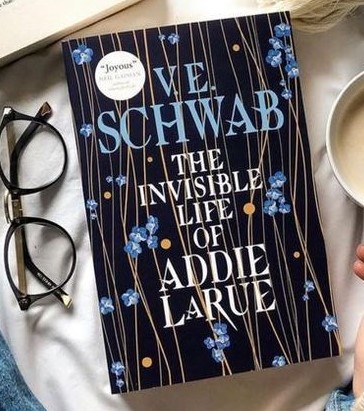 "Joyous"
NEIL GAIMAN
V. E.
SCHWAB
THE
INVISIBLE
LIFE
OF
ADDIE
LARUE